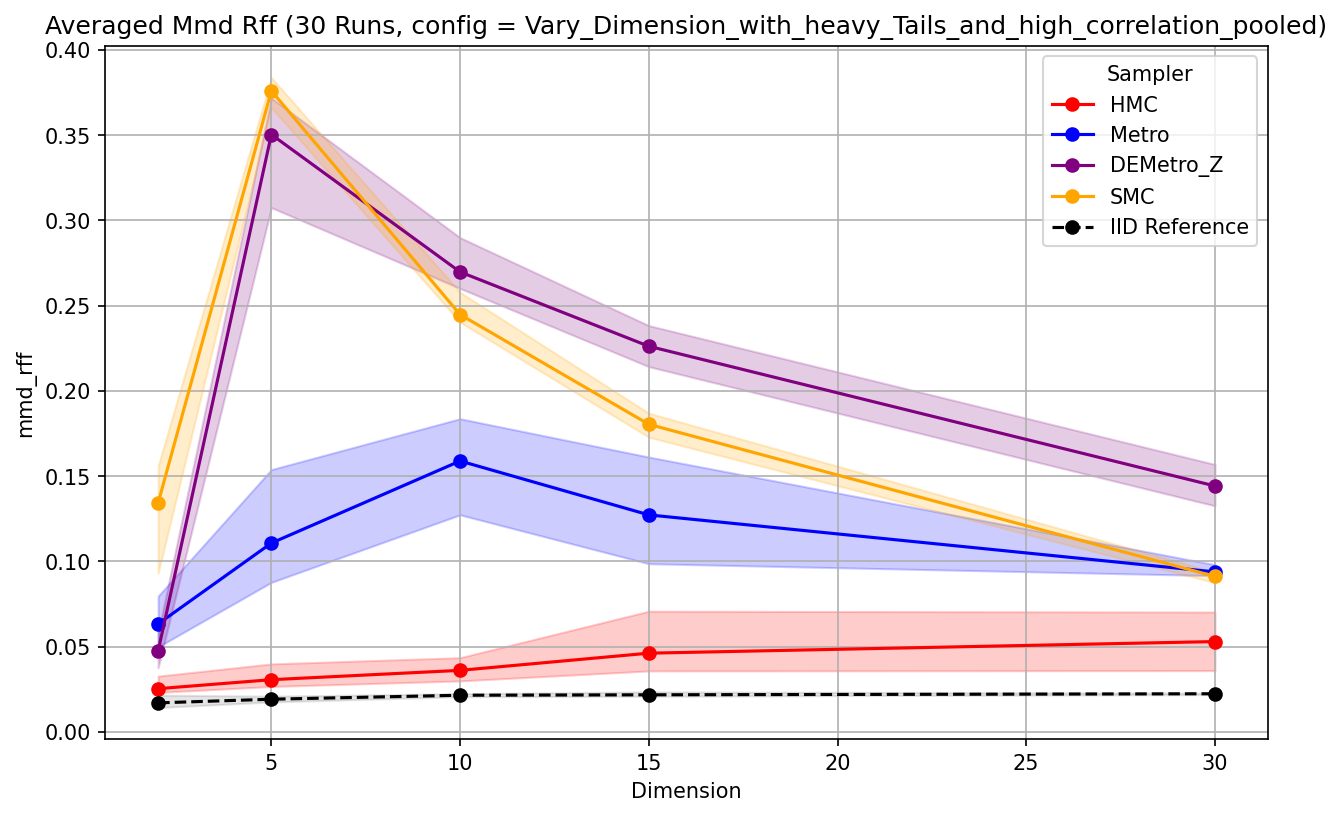 Averaged Mmd Rff (30 Runs, config = Vary_Dimension_with_heavy_Tails_and_high_correlation_pooled)
mmd_rff
0.40
0.35
0.30
0.25
0.20
0.15
0.10
0.05
0.00
Sampler
HMC
Metro
DEMetro_Z
SMC
IID Reference
5 10 15 20 25 30
Dimension